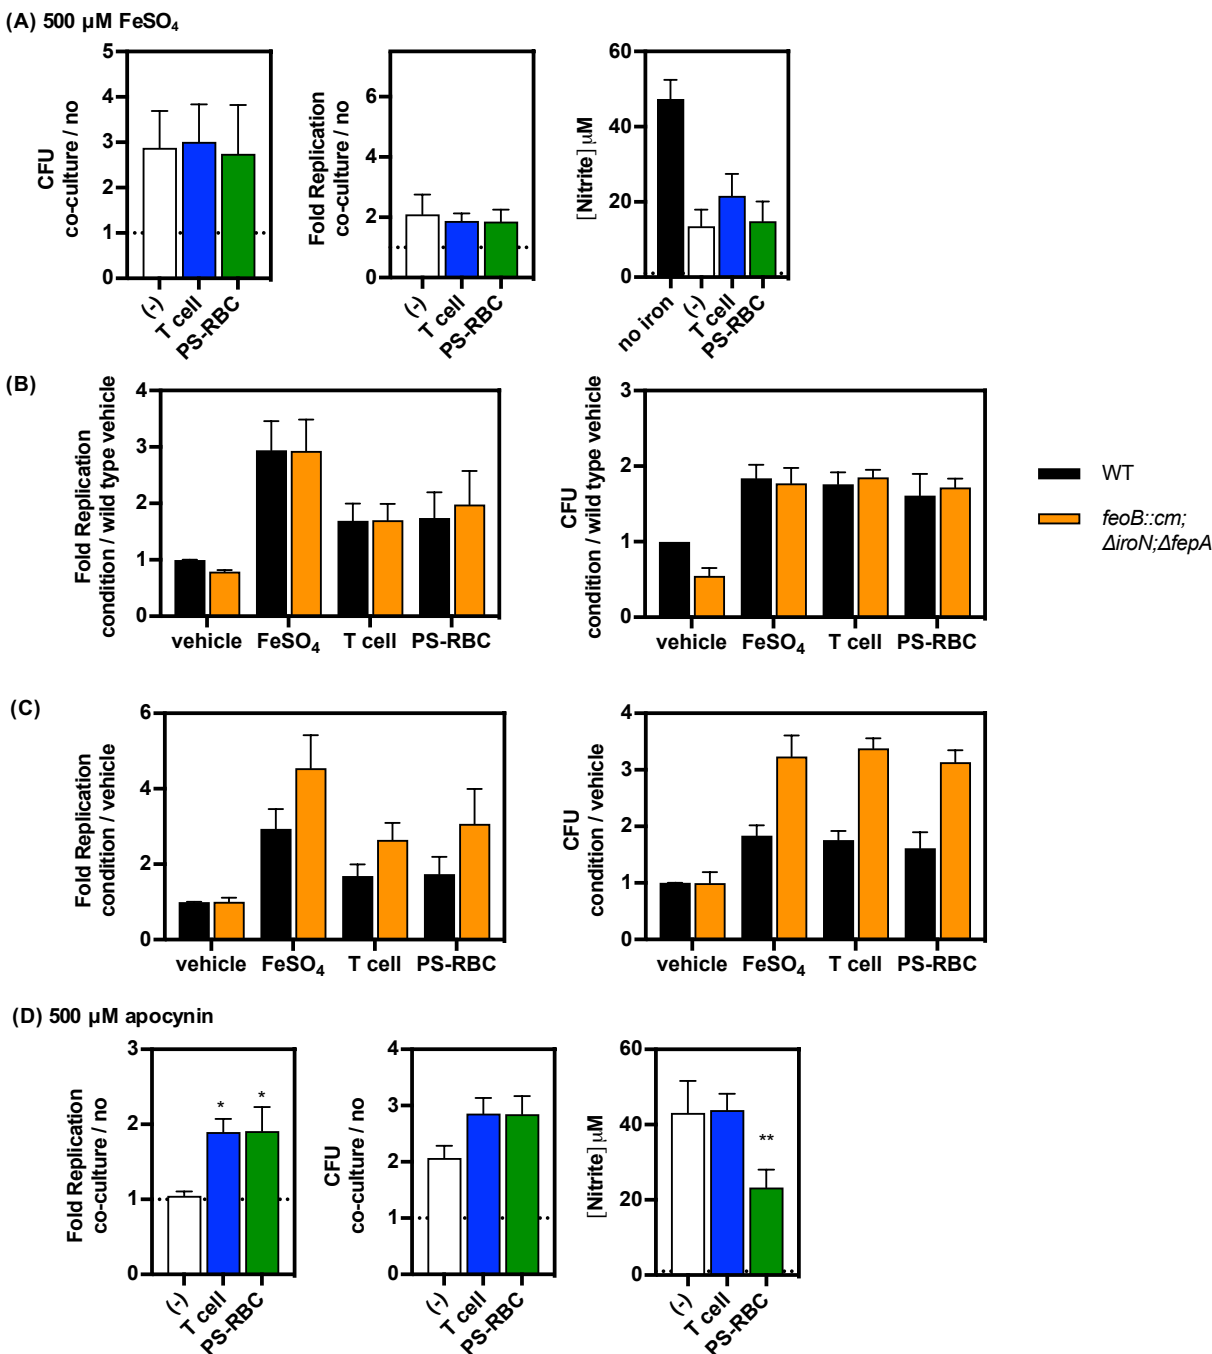 (A) 500 µM FeSO₄
CFU
co-culture / no
5
4
3
2
1
0
(-)
T cell
PS-RBC
Fold Replication
co-culture / no
6
4
2
0
(-)
T cell
PS-RBC
[Nitrite] µM
60
40
20
0
no iron
(-)
T cell
PS-RBC
(B)
Fold Replication
condition / wild type vehicle
4
3
2
1
0
vehicle
FeSO₄
T cell
PS-RBC
CFU
condition / wild type vehicle
3
2
1
0
vehicle
FeSO₄
T cell
PS-RBC
WT
feoB::cm;
ΔiroN;ΔfepA
(C)
Fold Replication
condition / vehicle
6
4
2
0
vehicle
FeSO₄
T cell
PS-RBC
CFU
condition / vehicle
4
3
2
1
0
vehicle
FeSO₄
T cell
PS-RBC
(D) 500 µM apocynin
Fold Replication
co-culture / no
3
2
1
0
*
*
(-)
T cell
PS-RBC
CFU
co-culture / no
4
3
2
1
0
(-)
T cell
PS-RBC
[Nitrite] µM
60
40
20
0
**
(-)
T cell
PS-RBC